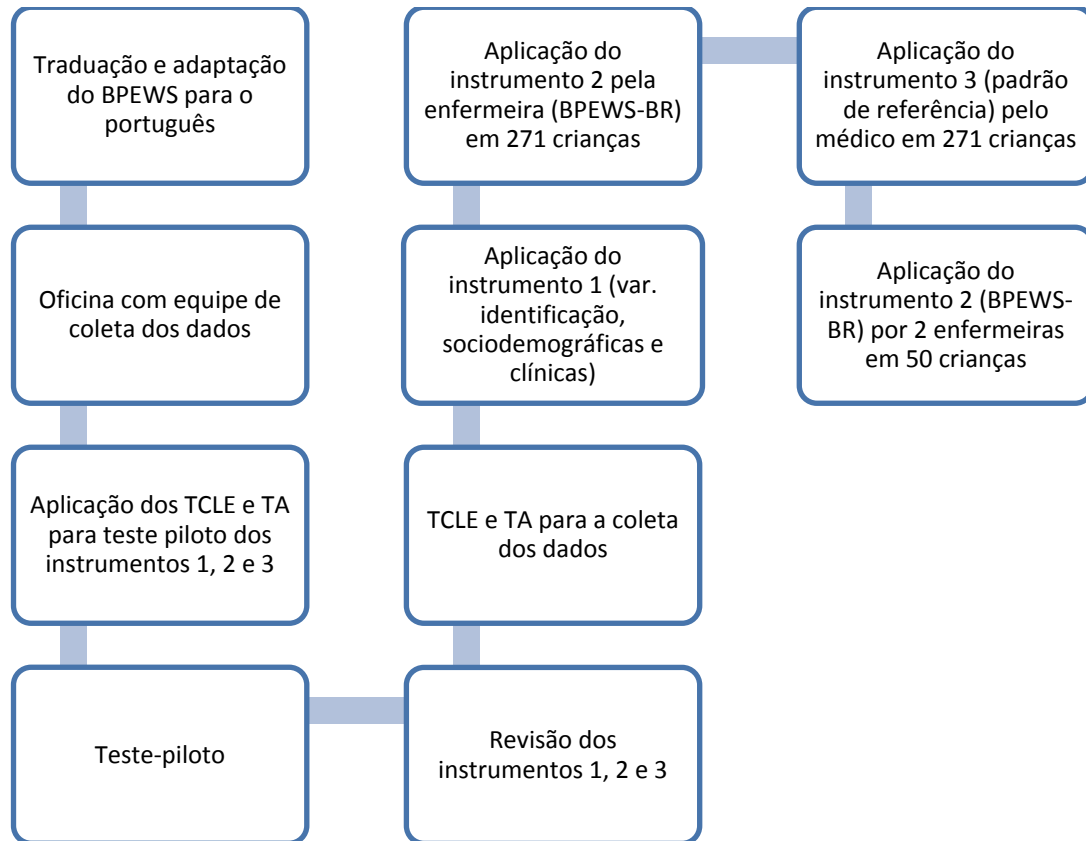 Traduação e adaptação
do BPEWS para o
português
Oficina com equipe de
coleta dos dados
Aplicação dos TCLE e TA
para teste piloto dos
instrumentos 1, 2 e 3
Teste-piloto
Revisão dos
instrumentos 1, 2 e 3
TCLE e TA para a coleta
dos dados
Aplicação do
instrumento 1 (var.
identificação,
sociodemográficas e
clínicas)
Aplicação do
instrumento 2 pela
enfermeira (BPEWS-BR)
em 271 crianças
Aplicação do
instrumento 3 (padrão
de referência) pelo
médico em 271 crianças
Aplicação do
instrumento 2 (BPEWS-
BR) por 2 enfermeiras
em 50 crianças